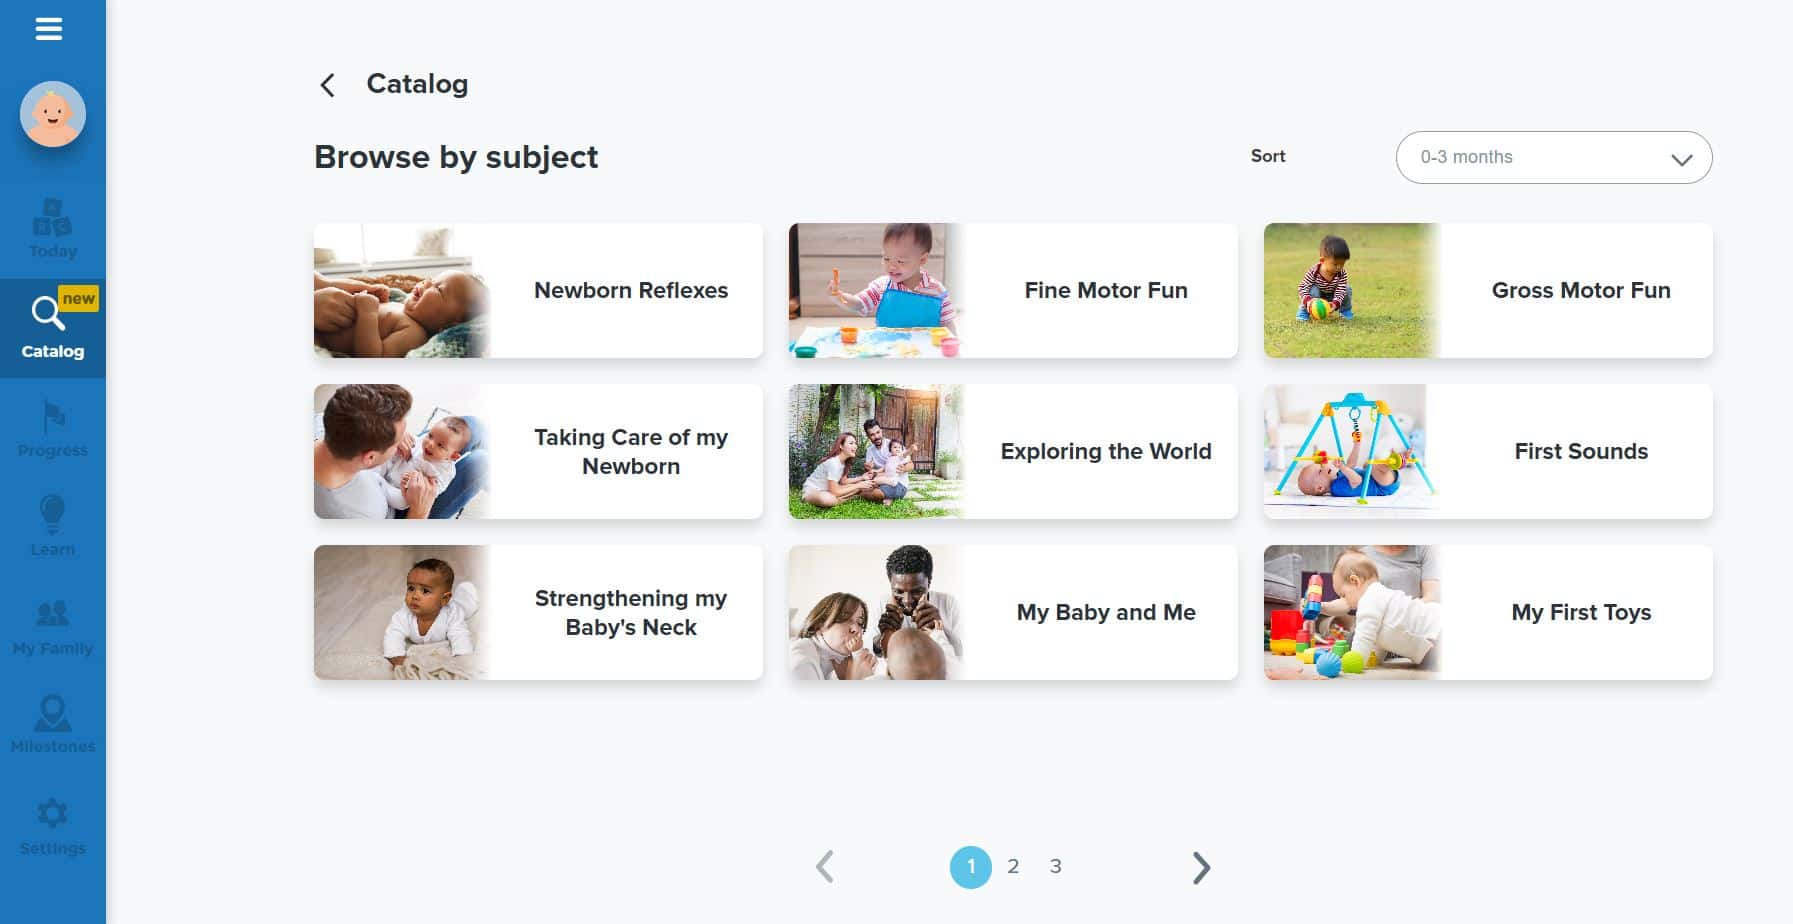 Catalog
Browse by subject
Sort
0-3 months
Today
new
Catalog
Progress
Learn
My Family
Milestones
Settings
Newborn Reflexes
Fine Motor Fun
Gross Motor Fun
Taking Care of my
Newborn
Exploring the World
First Sounds
Strengthening my
Baby's Neck
My Baby and Me
My First Toys
1 2 3